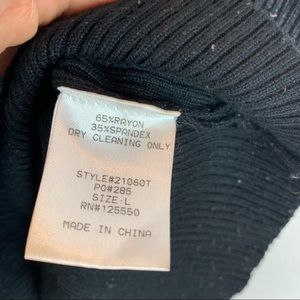 65%RAYON
35%SPANDEX
DRY CLEANING ONLY
STYLE#21060T
PO#285
SIZE:L
RN#125550
MADE IN CHINA